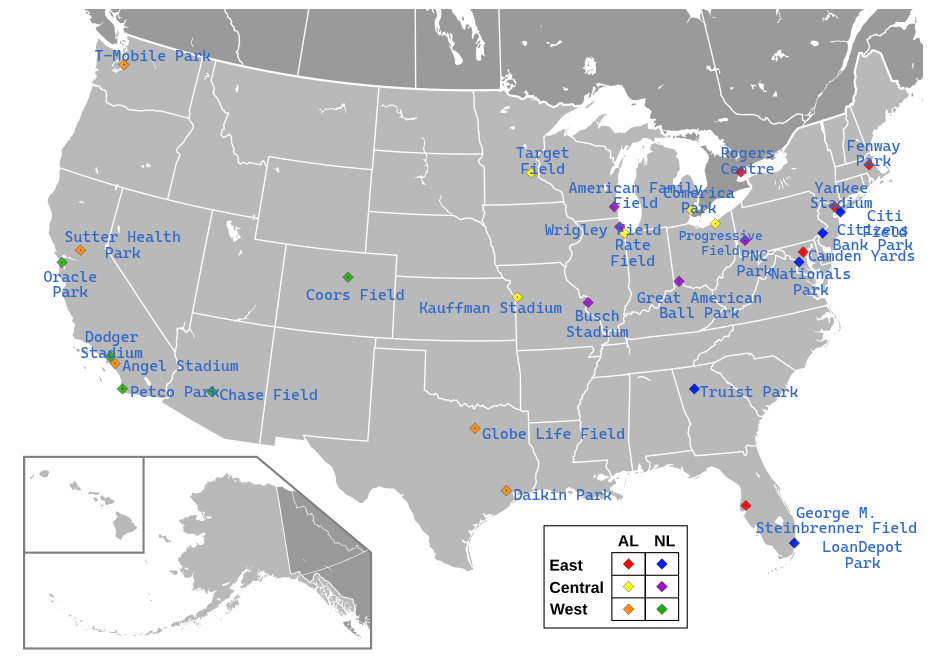 T-Mobile Park
Target
Field
Rogers
Centre
Fenway
Park
American Family
Field
Comerica
Park
Yankee
Stadium
Citi
Field
Wrigley Field
Rate
Field
Progressive
Field
Citizens
Bank Park
Sutter Health
Park
PNC
Park
Camden Yards
Oracle
Park
Nationals
Park
Coors Field
Kauffman Stadium
Great American
Ball Park
Busch
Stadium
Dodger
Stadium
Angel Stadium
Petco Park
Chase Field
Truist Park
Globe Life Field
Daikin Park
George M.
Steinbrenner Field
LoanDepot
Park
AL NL
East
Central
West